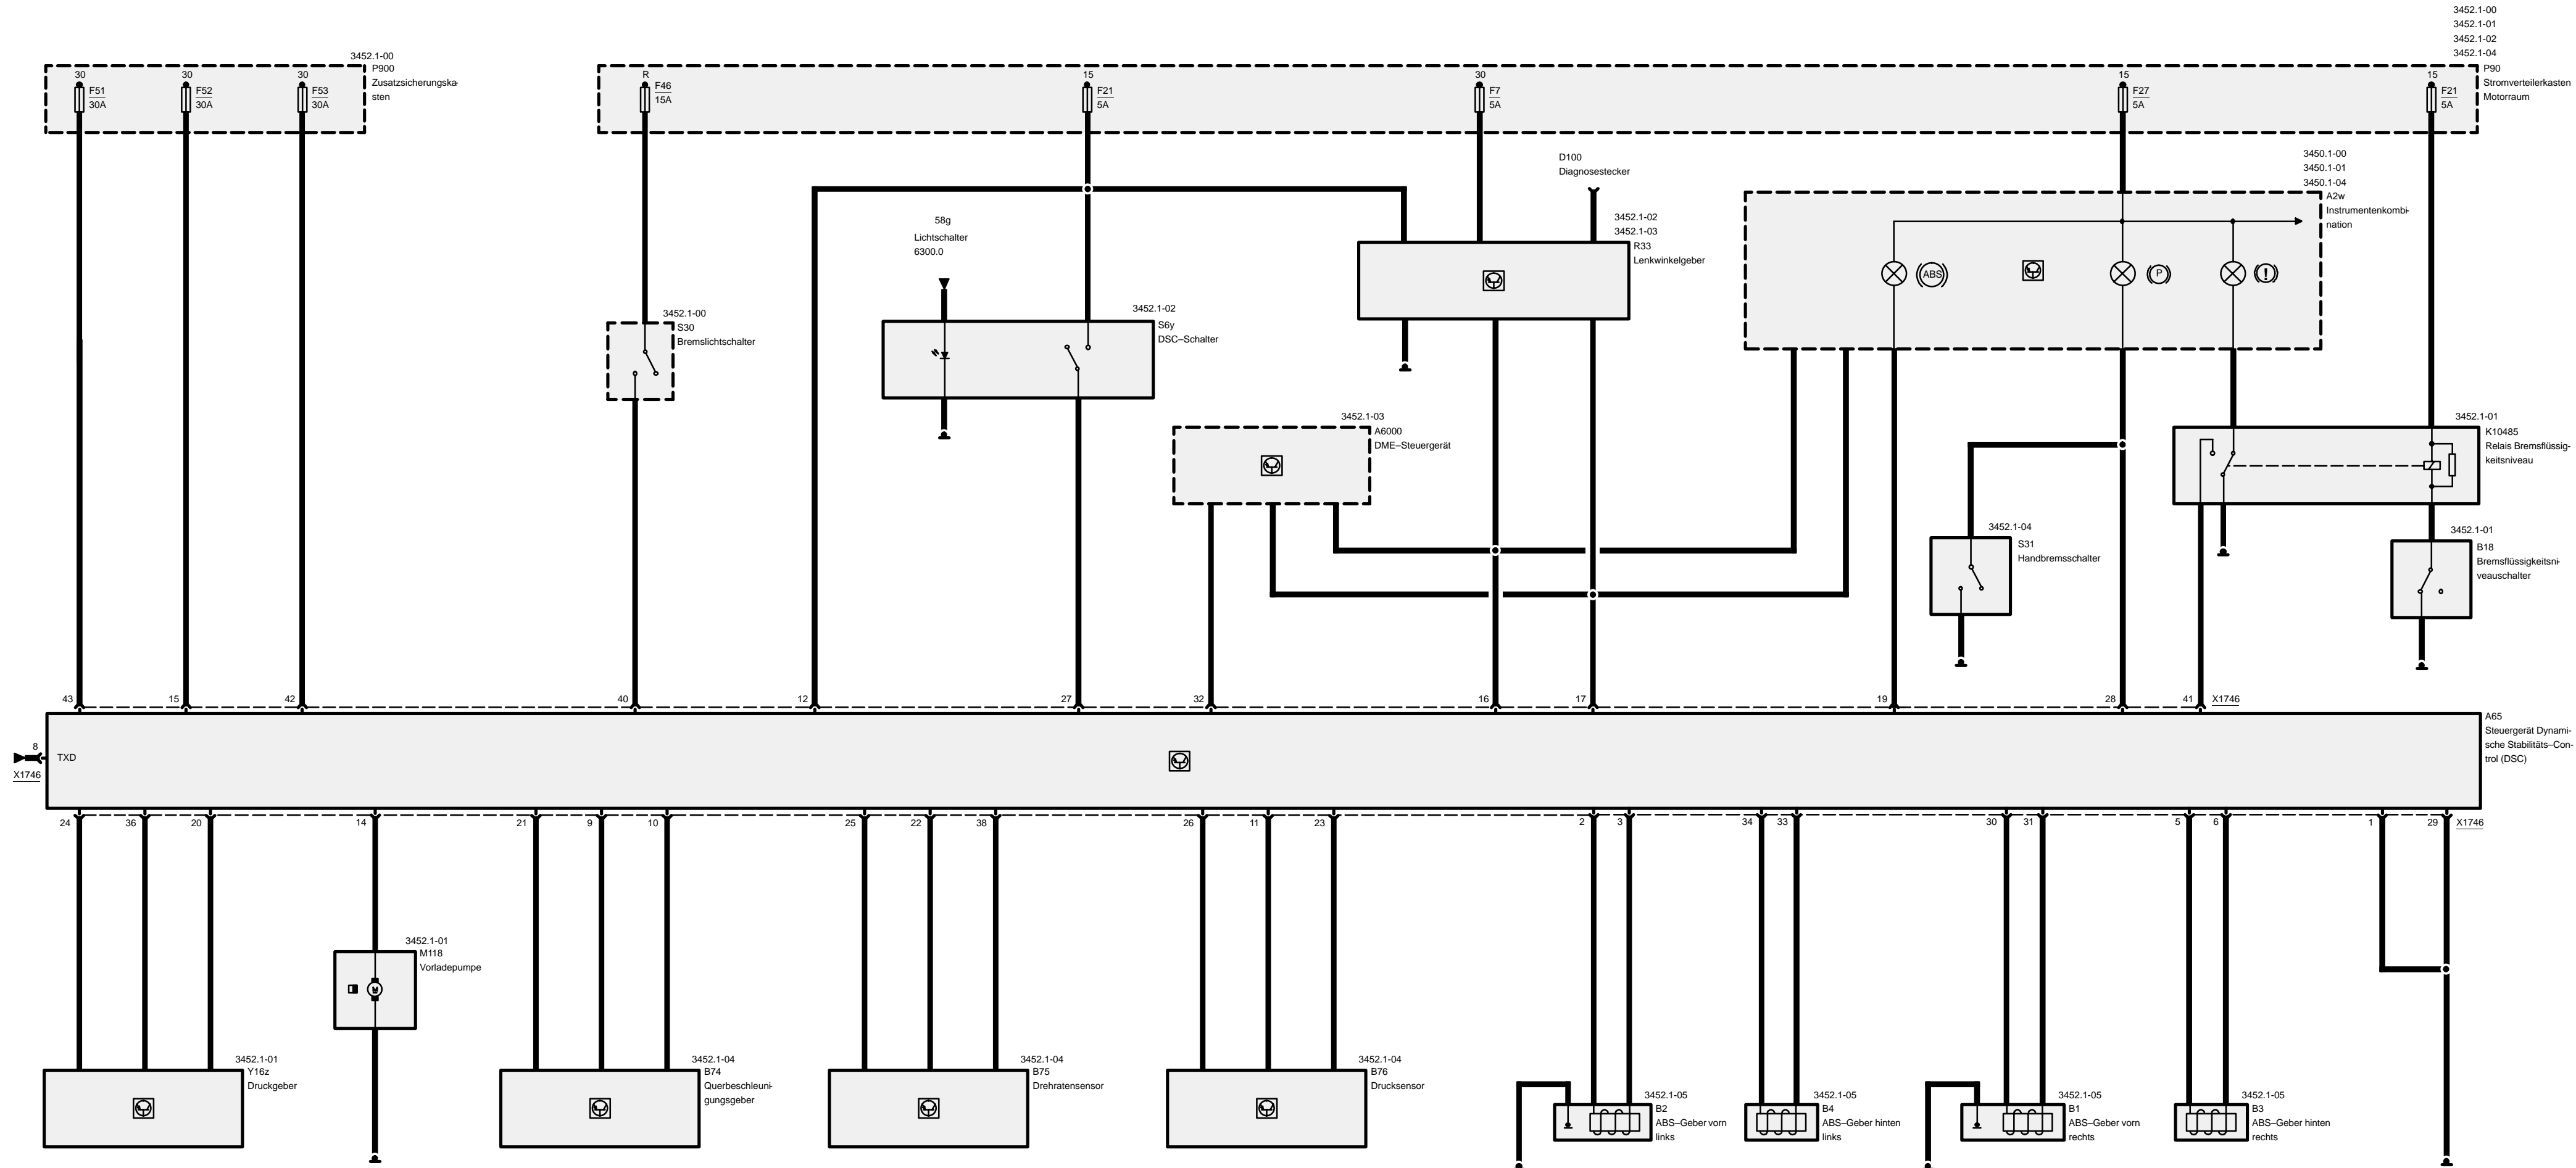 3452.1-00
3452.1-01
3452.1-02
3452.1-04
3452.1-00
P900
Zusatzsicherungska-
sten
P90
Stromverteilerkasten
Motorraum
30
F51
30A
30
F52
30A
30
F53
30A
R
F46
15A
15
F21
5A
30
F7
5A
15
F27
5A
15
F21
5A
D100
Diagnosestecker
3450.1-00
3450.1-01
3450.1-04
A2w
Instrumentenkombi-
nation
ABS
P
!
58g
Lichtschalter
6300.0
3452.1-02
3452.1-03
R33
Lenkwinkelgeber
3452.1-00
S30
Bremslichtschalter
3452.1-02
S6y
DSC–Schalter
3452.1-03
A6000
DME–Steuergerät
3452.1-01
K10485
Relais Bremsflüssig-
keitsniveau
3452.1-04
S31
Handbremsschalter
3452.1-01
B18
Bremsflüssigkeitsni-
veauschalter
43
15
42
40
12
27
32
16
17
19
28
41
X1746
8
X1746
TXD
A65
Steuergerät Dynami-
sche Stabilitäts–Con-
trol (DSC)
24
36
20
14
21
9
10
25
22
38
26
11
23
2
3
34
33
30
31
5
6
1
29
X1746
3452.1-01
M118
Vorladepumpe
M
3452.1-01
Y16z
Druckgeber
3452.1-04
B74
Querbeschleuni-
gungsgeber
3452.1-04
B75
Drehratensensor
3452.1-04
B76
Drucksensor
3452.1-05
B2
ABS–Geber vorn
links
3452.1-05
B4
ABS–Geber hinten
links
3452.1-05
B1
ABS–Geber vorn
rechts
3452.1-05
B3
ABS–Geber hinten
rechts